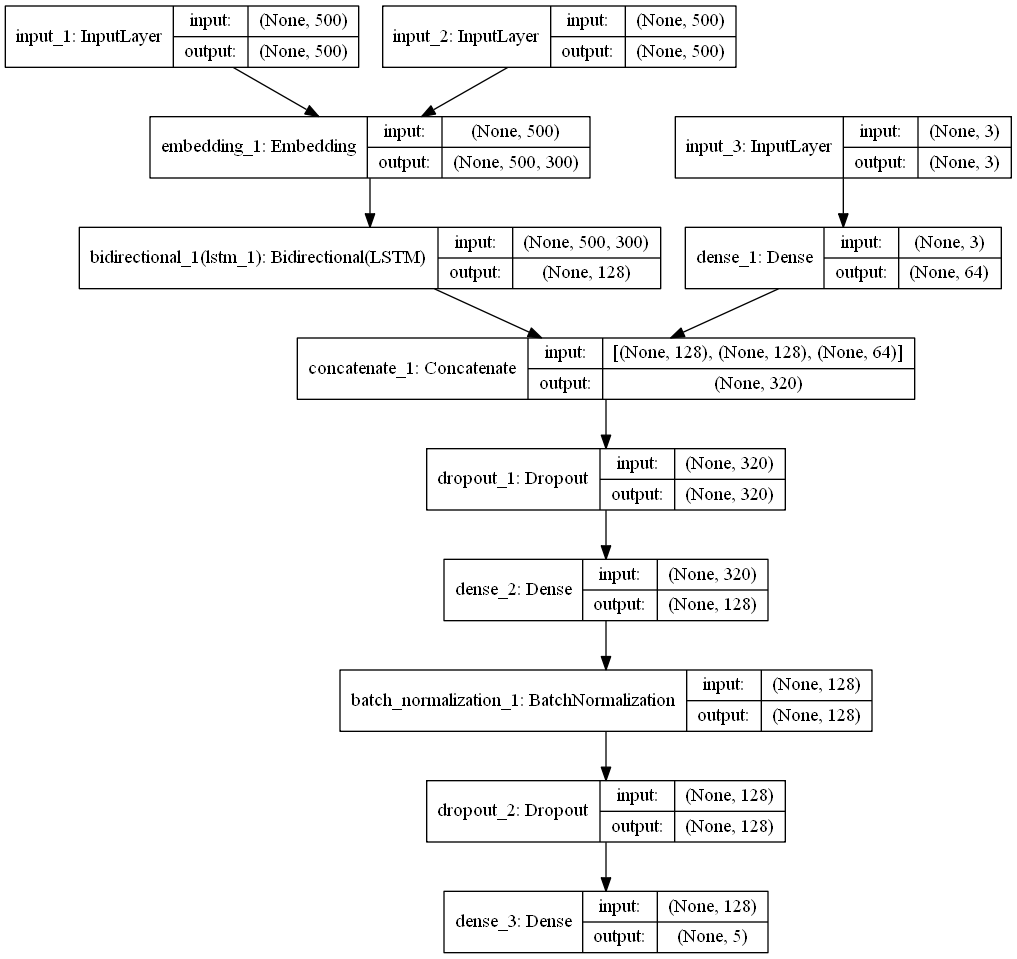 input_1: InputLayer
input: (None, 500)
output: (None, 500)
input_2: InputLayer
input: (None, 500)
output: (None, 500)
embedding_1: Embedding
input: (None, 500)
output: (None, 500, 300)
input_3: InputLayer
input: (None, 3)
output: (None, 3)
bidirectional_1(lstm_1): Bidirectional(LSTM)
input: (None, 500, 300)
output: (None, 128)
dense_1: Dense
input: (None, 3)
output: (None, 64)
concatenate_1: Concatenate
input: [(None, 128), (None, 128), (None, 64)]
output: (None, 320)
dropout_1: Dropout
input: (None, 320)
output: (None, 320)
dense_2: Dense
input: (None, 320)
output: (None, 128)
batch_normalization_1: BatchNormalization
input: (None, 128)
output: (None, 128)
dropout_2: Dropout
input: (None, 128)
output: (None, 128)
dense_3: Dense
input: (None, 128)
output: (None, 5)